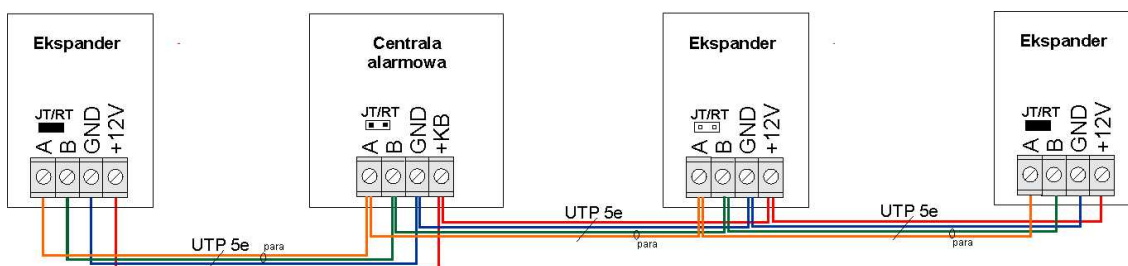 Ekspander
JT/RT
A
B
GND
+12V
Centrala
alarmowa
JT/RT
A
B
GND
+KB
Ekspander
JT/RT
A
B
GND
+12V
Ekspander
JT/RT
A
B
GND
+12V
UTP 5e
para
UTP 5e
para
UTP 5e
para